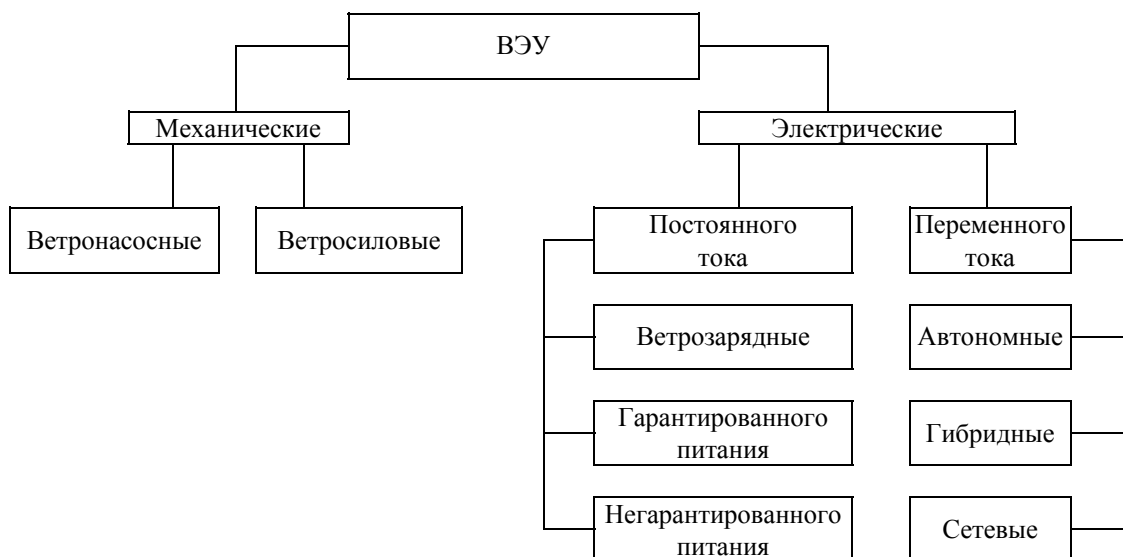 ВЭУ
Механические
Электрические
Ветронасосные
Ветросиловые
Постоянного
тока
Переменного
тока
Ветрозарядные
Автономные
Гарантированного
питания
Гибридные
Негарантированного
питания
Сетевые